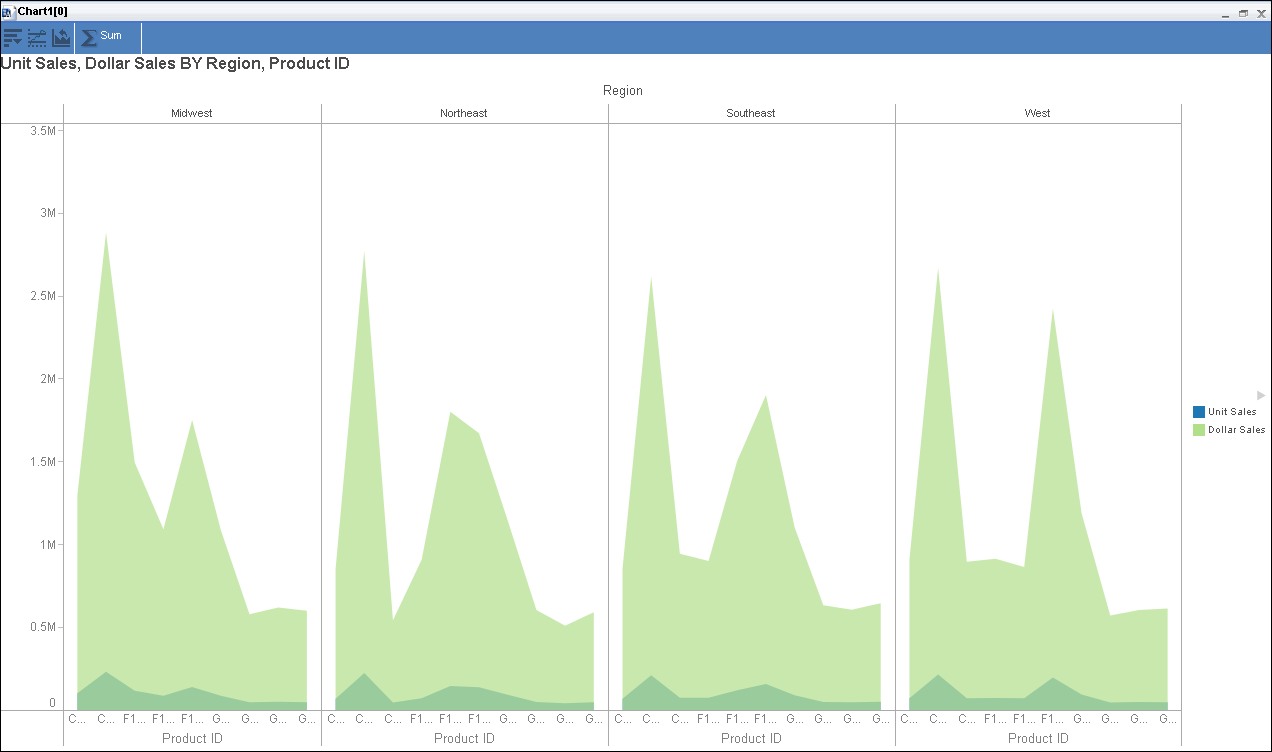 Chart1[0]
Sum
Unit Sales, Dollar Sales BY Region, Product ID
Region
Midwest Northeast Southeast West
3.5M
3M
2.5M
2M
1.5M
1M
0.5M
0
Unit Sales
Dollar Sales
C... C... F1... F1... F1... G... G... G... G... C... C... C... F1... F1... F1... G... G... G... G... C... C... C... F1... F1... F1... G... G... G... G... C... C... C... F1... F1... F1... G... G... G... G...
Product ID Product ID Product ID Product ID